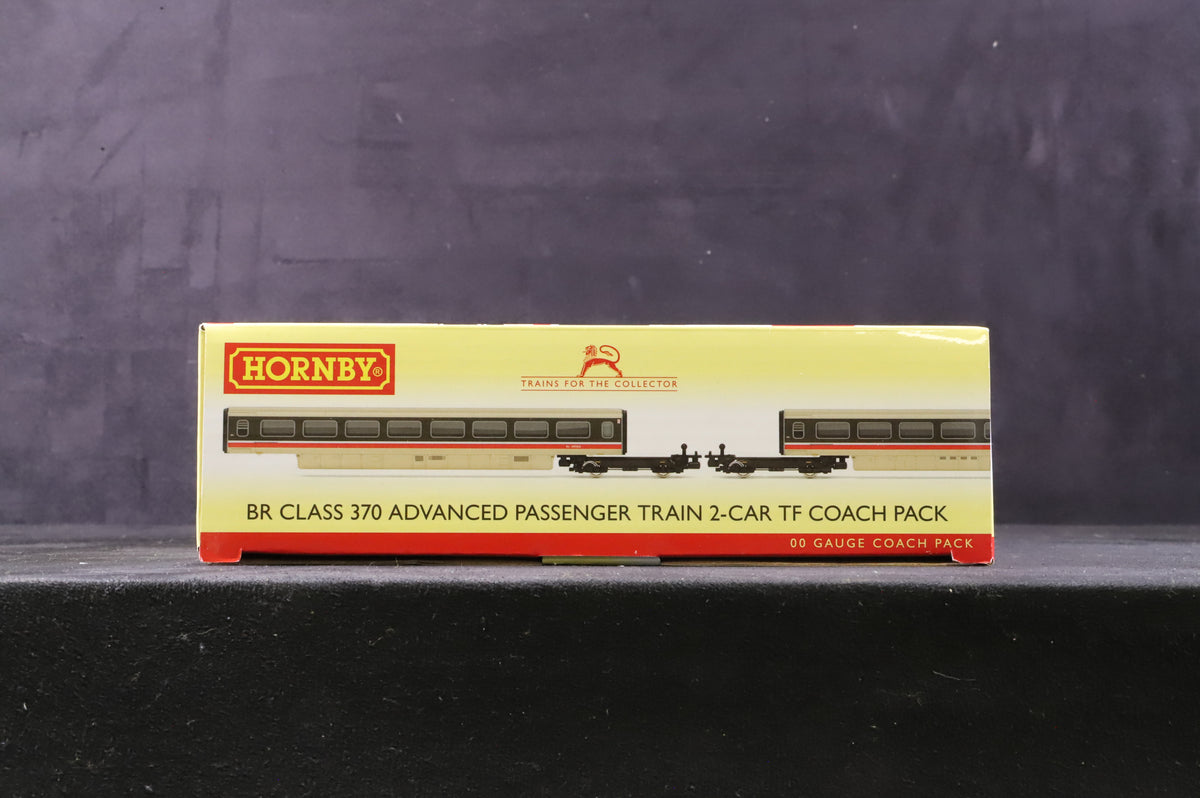 HORNBY®
TRAINS FOR THE COLLECTOR
BR CLASS 370 ADVANCED PASSENGER TRAIN 2-CAR TF COACH PACK
00 GAUGE COACH PACK